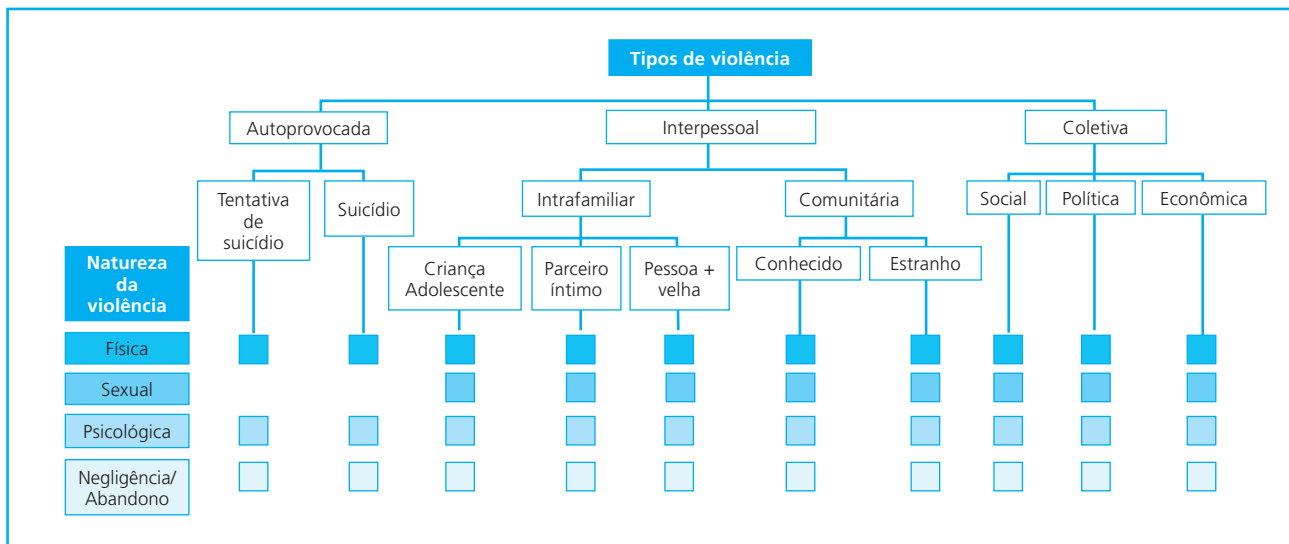 Tipos de violência
Autoprovocada
Interpessoal
Coletiva
Tentativa
de
suicídio
Suicídio
Intrafamiliar
Comunitária
Social
Política
Econômica
Criança
Adolescente
Parceiro
íntimo
Pessoa +
velha
Conhecido
Estranho
Natureza
da
violência
Física
Sexual
Psicológica
Negligência/
Abandono